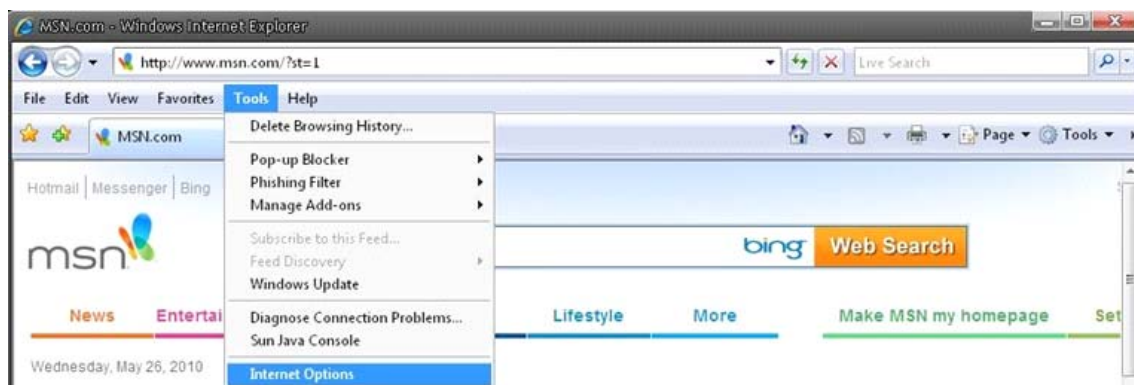 MSN.com - Windows Internet Explorer
http://www.msn.com/?st=1
Live Search
File Edit View Favorites Tools Help
MSN.com
Page Tools
Delete Browsing History...
Pop-up Blocker
Phishing Filter
Manage Add-ons
Subscribe to this Feed...
Feed Discovery
Windows Update
Diagnose Connection Problems...
Sun Java Console
Internet Options
Hotmail | Messenger | Bing
msn
bing Web Search
News Entertai Lifestyle More Make MSN my homepage Set
Wednesday, May 26, 2010